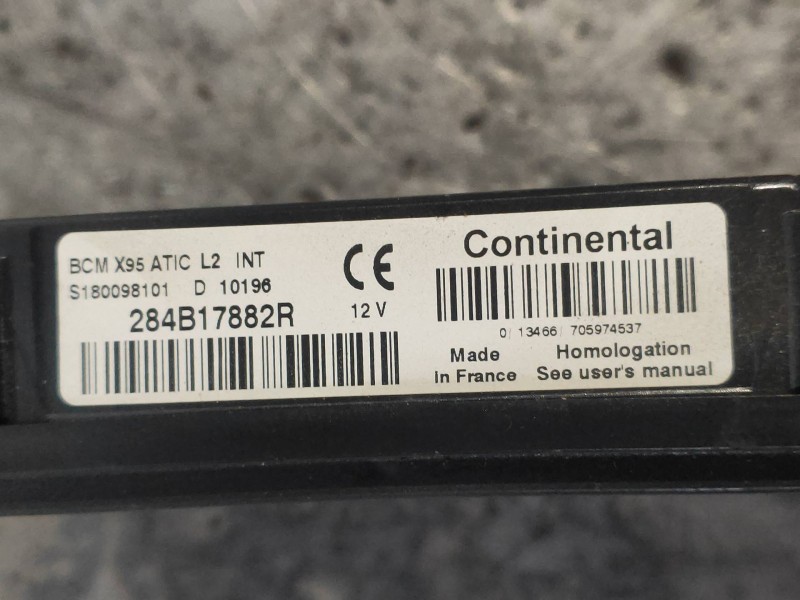 BCM X95 ATIC L2 INT
S180098101 D 10196
284B17882R
12 V
CE
Continental
0/ 13466/ 705974537
Made
in France
Homologation
See user's manual